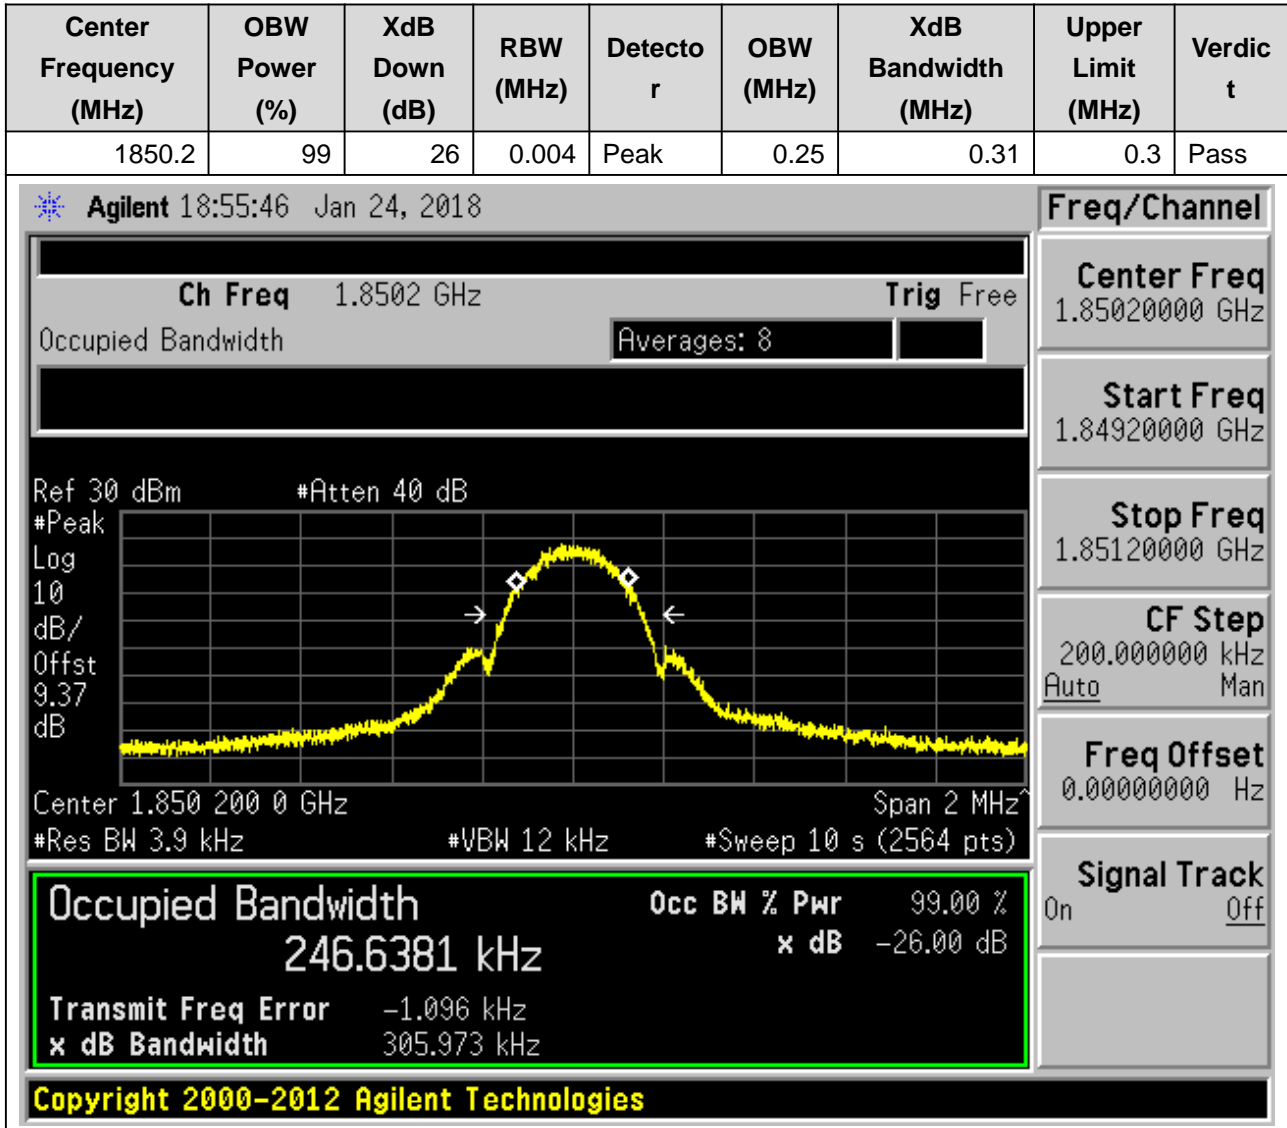 Center Frequency (MHz) OBW Power (%) XdB Down (dB) RBW (MHz) Detecto r OBW (MHz) XdB Bandwidth (MHz) Upper Limit (MHz) Verdic t
1850.2 99 26 0.004 Peak 0.25 0.31 0.3 Pass
Agilent 18:55:46 Jan 24, 2018
Freq/Channel
Ch Freq 1.8502 GHz Trig Free
Occupied Bandwidth Averages: 8
Center Freq
1.85020000 GHz
Start Freq
1.84920000 GHz
Stop Freq
1.85120000 GHz
CF Step
200.000000 kHz
Auto Man
Freq Offset
0.00000000 Hz
Signal Track
On Off
Ref 30 dBm #Atten 40 dB
#Peak
Log
10
dB/
Offst
9.37
dB
Center 1.850 200 0 GHz Span 2 MHz^
#Res BW 3.9 kHz #VBW 12 kHz #Sweep 10 s (2564 pts)
Occupied Bandwidth Occ BW % Pwr 99.00 %
246.6381 kHz x dB -26.00 dB
Transmit Freq Error -1.096 kHz
x dB Bandwidth 305.973 kHz
Copyright 2000-2012 Agilent Technologies